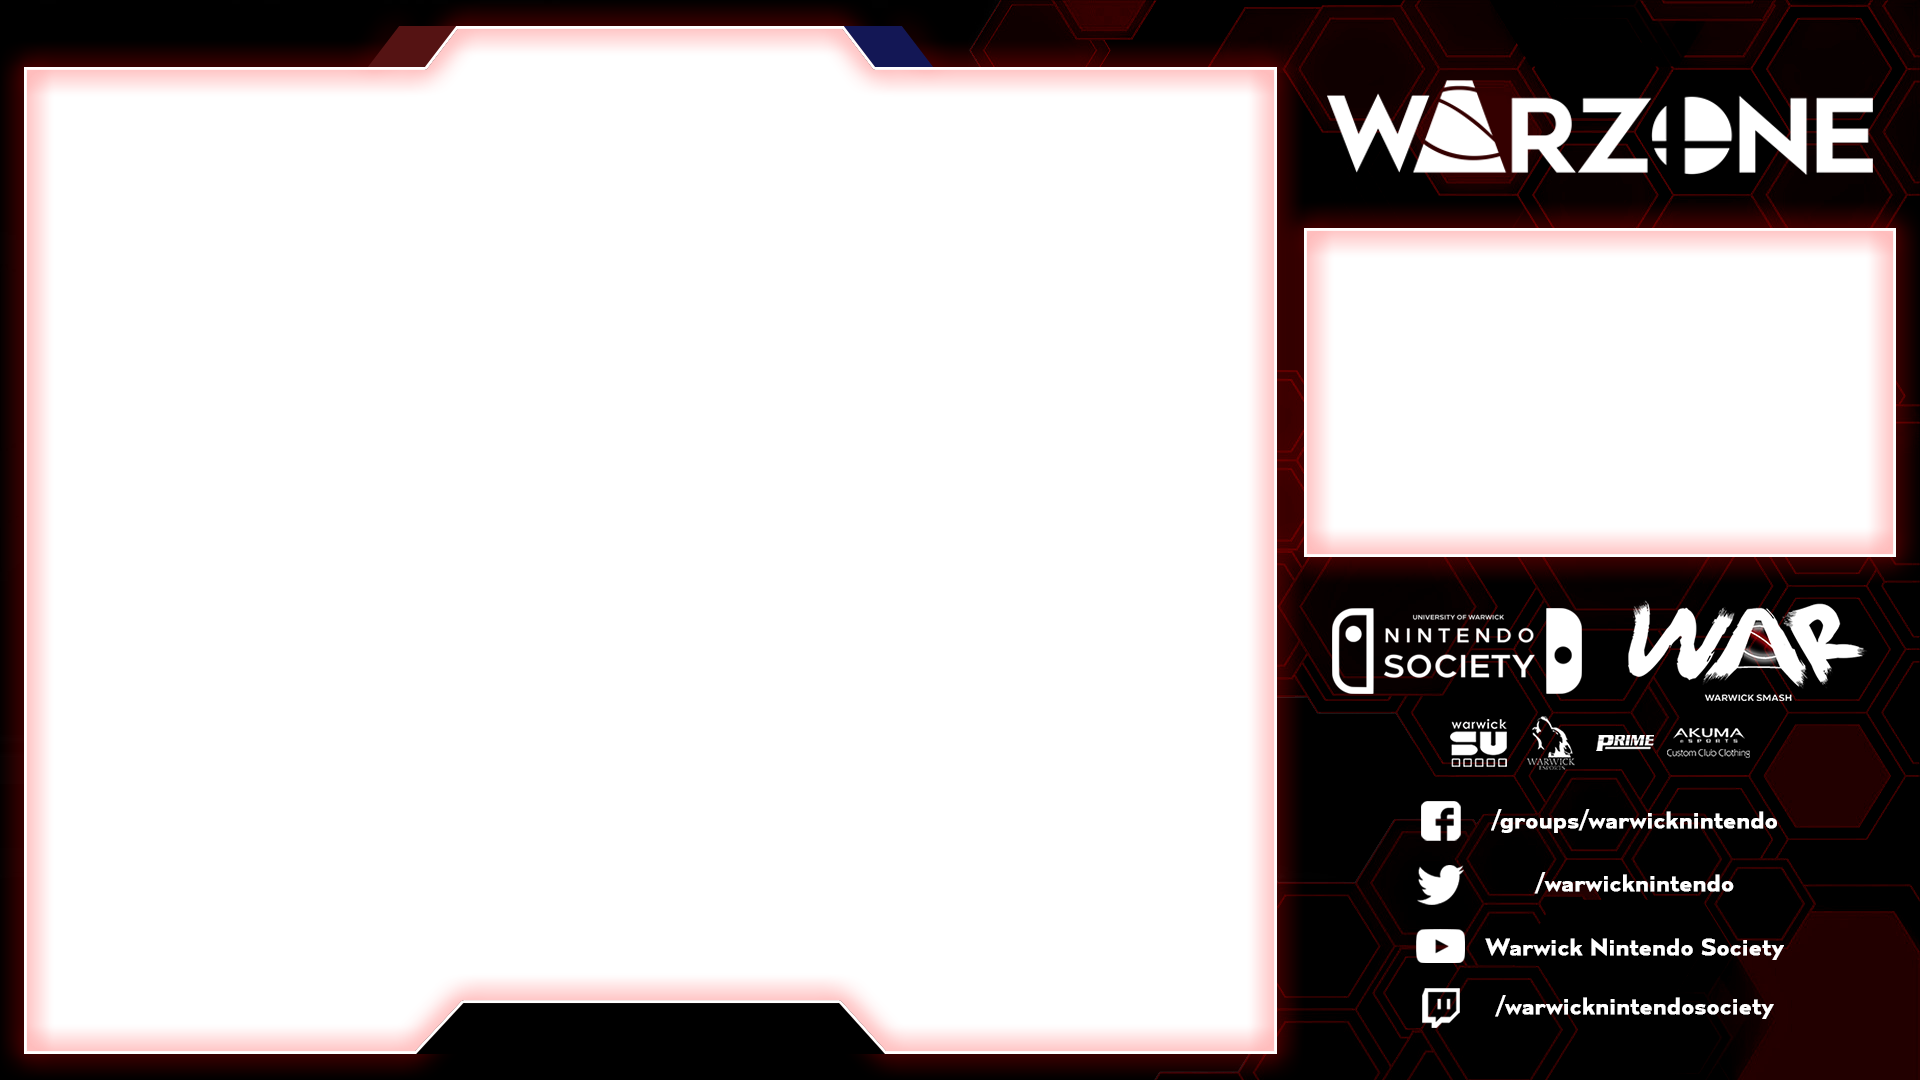 WARZONE
UNIVERSITY OF WARWICK
NINTENDO
SOCIETY
WAR
WARWICK SMASH
warwick
SU
WARWICK
ESPORTS
PRIME
AKUMA
eSPORTS
Custom Club Clothing
/groups/warwicknintendo
/warwicknintendo
Warwick Nintendo Society
/warwicknintendosociety